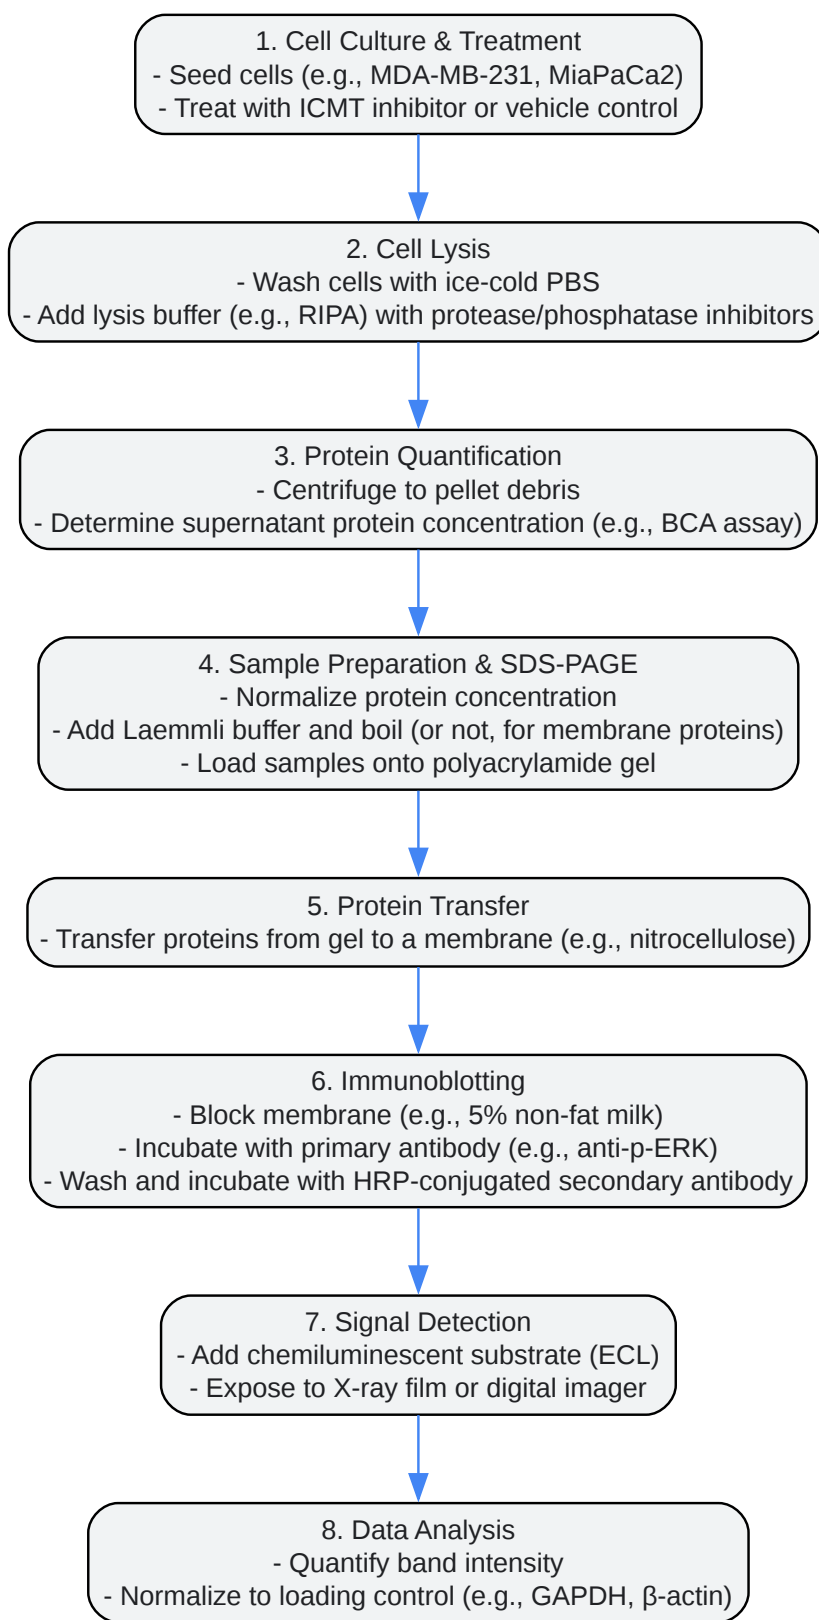 1. Cell Culture & Treatment
- Seed cells (e.g., MDA-MB-231, MiaPaCa2)
- Treat with ICMT inhibitor or vehicle control
2. Cell Lysis
- Wash cells with ice-cold PBS
- Add lysis buffer (e.g., RIPA) with protease/phosphatase inhibitors
3. Protein Quantification
- Centrifuge to pellet debris
- Determine supernatant protein concentration (e.g., BCA assay)
4. Sample Preparation & SDS-PAGE
- Normalize protein concentration
- Add Laemmli buffer and boil (or not, for membrane proteins)
- Load samples onto polyacrylamide gel
5. Protein Transfer
- Transfer proteins from gel to a membrane (e.g., nitrocellulose)
6. Immunoblotting
- Block membrane (e.g., 5% non-fat milk)
- Incubate with primary antibody (e.g., anti-p-ERK)
- Wash and incubate with HRP-conjugated secondary antibody
7. Signal Detection
- Add chemiluminescent substrate (ECL)
- Expose to X-ray film or digital imager
8. Data Analysis
- Quantify band intensity
- Normalize to loading control (e.g., GAPDH, β-actin)